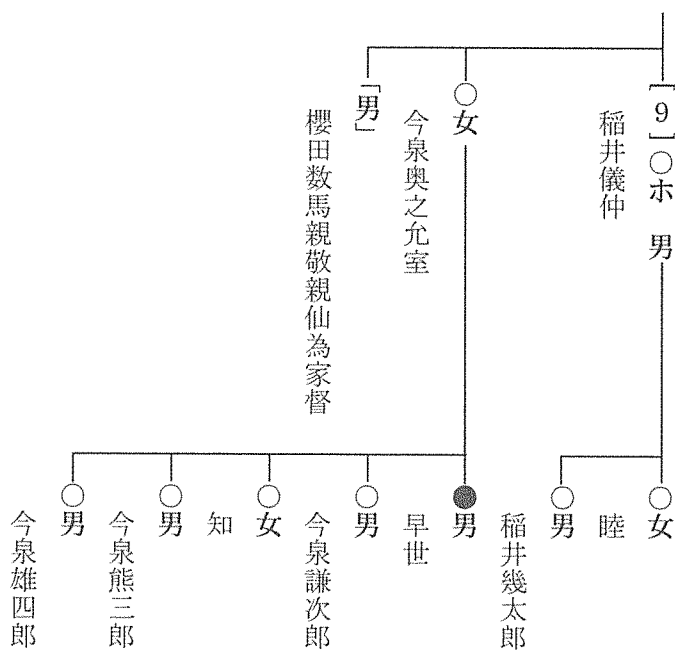 ［9］○ホ 男
稲井儀仲
○女
今泉奥之允室
「男」
櫻田数馬親敬親仙為家督
○女
睦
○男
稲井幾太郎
●男
早世
○男
今泉謙次郎
○女
知
○男
今泉熊三郎
○男
今泉雄四郎